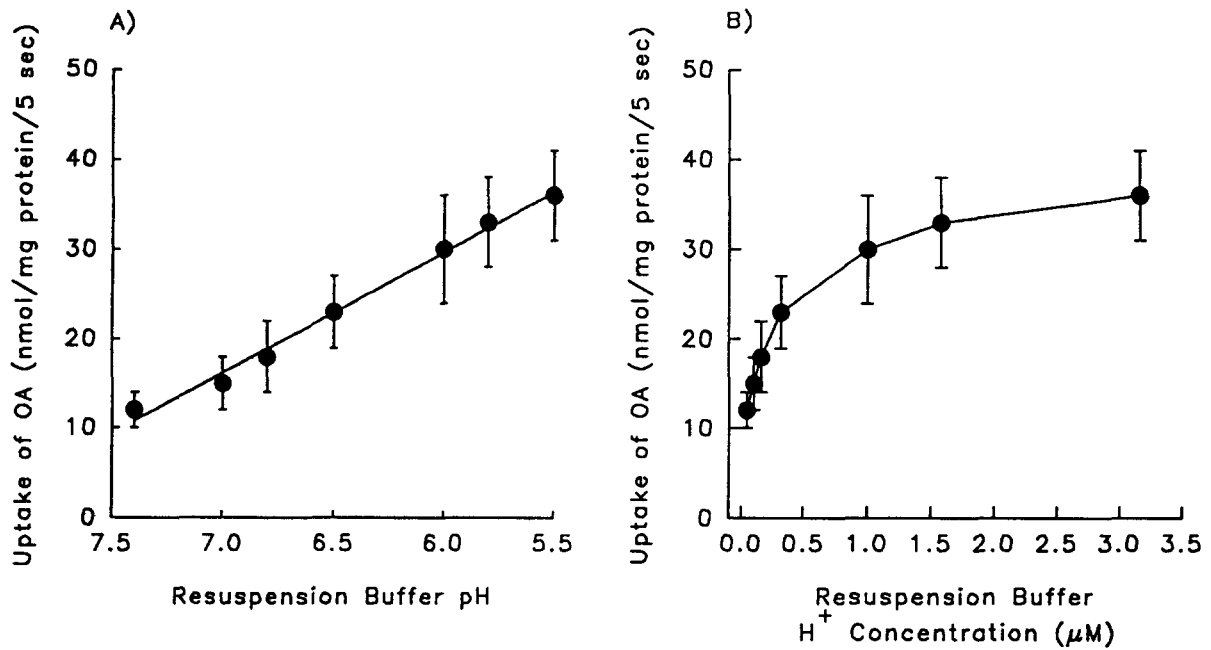 A)
Uptake of OA (nmol/mg protein/5 sec)
50
40
30
20
10
0
7.5 7.0 6.5 6.0 5.5
Resuspension Buffer pH
B)
Uptake of OA (nmol/mg protein/5 sec)
50
40
30
20
10
0
0.0 0.5 1.0 1.5 2.0 2.5 3.0 3.5
Resuspension Buffer
H⁺ Concentration (μM)